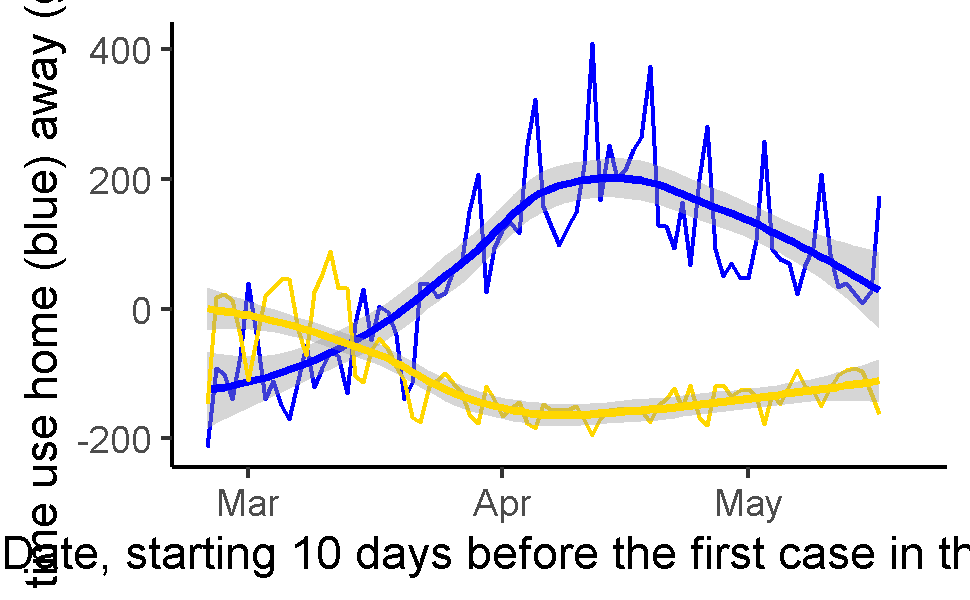 time use home (blue) away (
400
200
0
-200
Mar Apr May
Date, starting 10 days before the first case in th